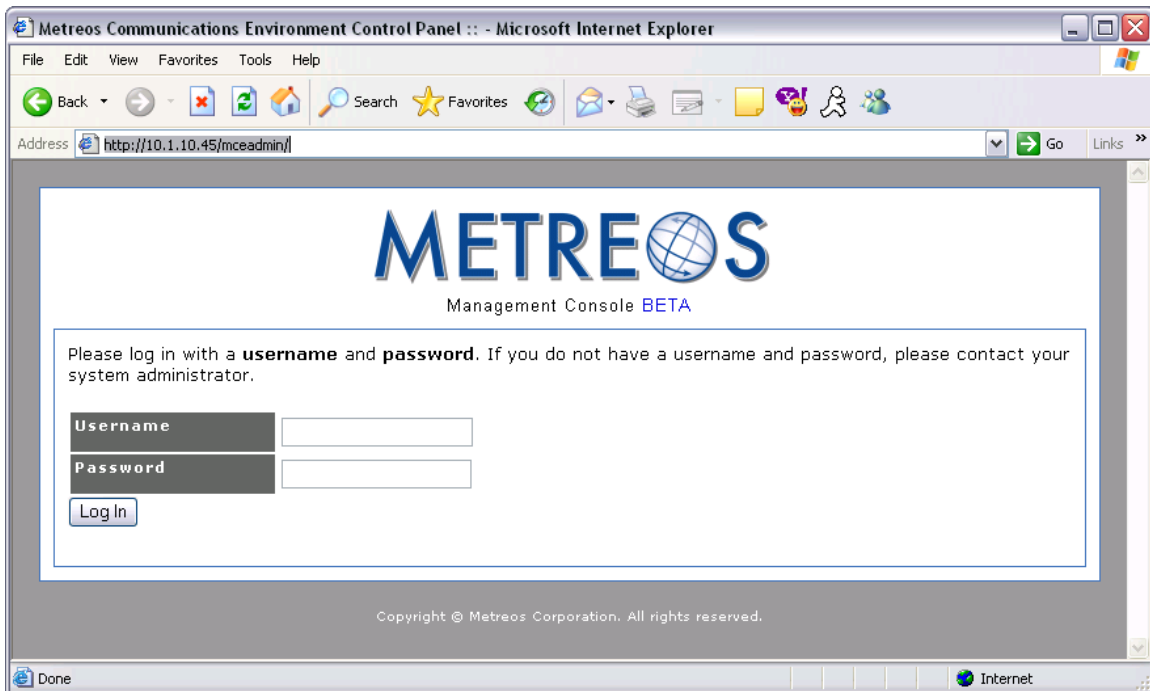 Metreos Communications Environment Control Panel :: - Microsoft Internet Explorer
File Edit View Favorites Tools Help
Back Search Favorites
Address http://10.1.10.45/mceadmin/ Go Links »
METREOS
Management Console BETA
Please log in with a username and password. If you do not have a username and password, please contact your
system administrator.
Username
Password
Log In
Copyright © Metreos Corporation. All rights reserved.
Done Internet